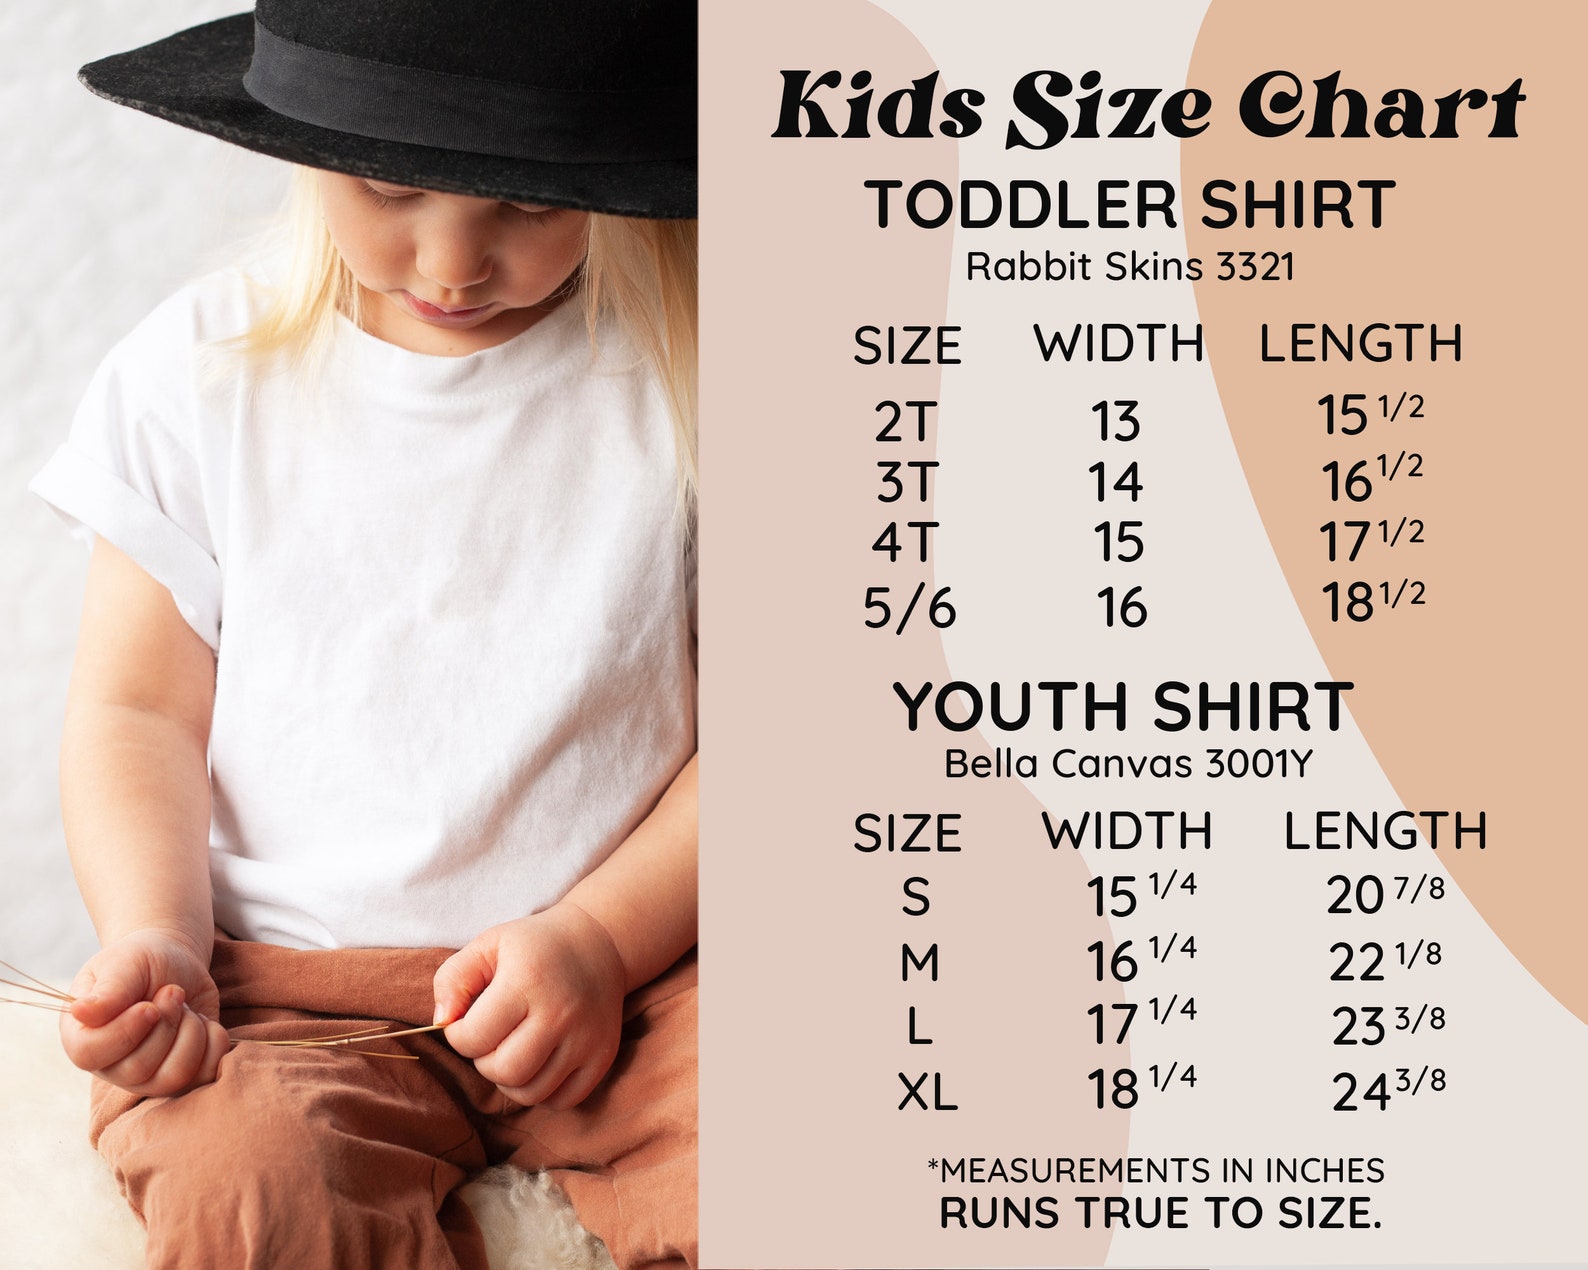 Kids Size Chart
TODDLER SHIRT
Rabbit Skins 3321
SIZE WIDTH LENGTH
2T 13 15 1/2
3T 14 16 1/2
4T 15 17 1/2
5/6 16 18 1/2
YOUTH SHIRT
Bella Canvas 3001Y
SIZE WIDTH LENGTH
S 15 1/4 20 7/8
M 16 1/4 22 1/8
L 17 1/4 23 3/8
XL 18 1/4 24 3/8
*MEASUREMENTS IN INCHES
RUNS TRUE TO SIZE.